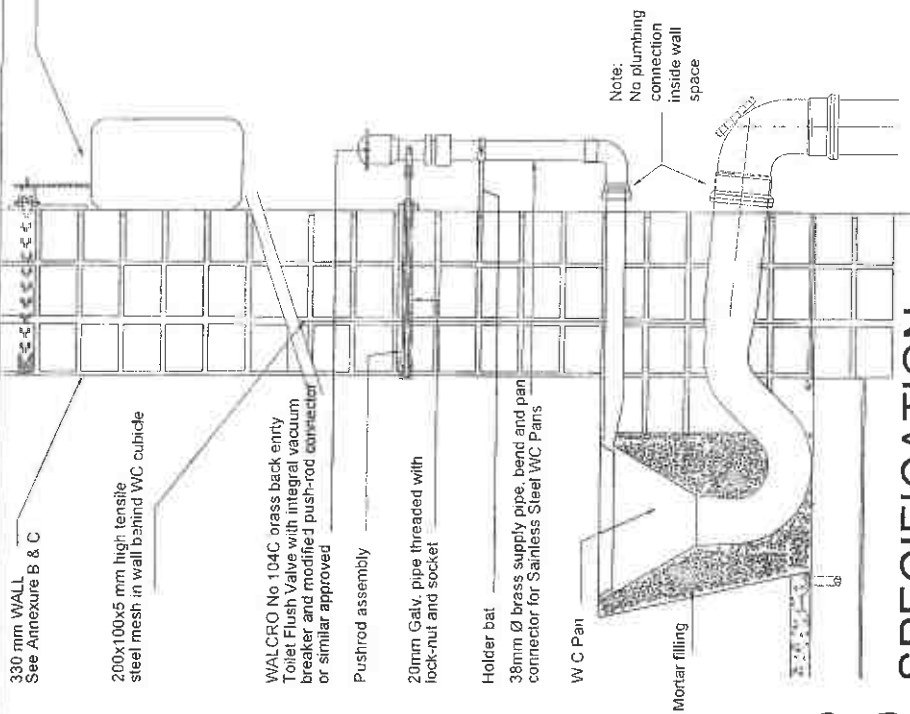 330 mm WALL
See Annexure B & C
200x100x5 mm high tensile
steel mesh in wall behind WC cubicle
WALCRO No 104C brass back enrty
Toilet Flush Valve with integral vacuum
breaker and modified push-rod connector
or similar approved
Pushrod assembly
20mm Galv. pipe threaded with
lock-nut and socket
Holder bat
38mm Ø brass supply pipe, bend and pan
connector for Sainless Steel WC Pans
W C Pan
Mortar filling
Note:
No plumbing
connection
inside wall
space
SPECIFICATION